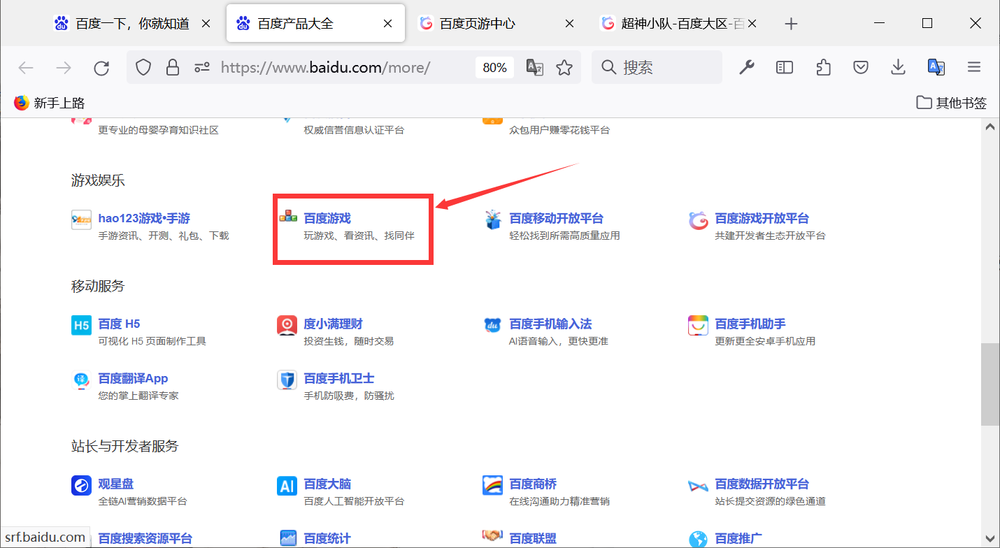 百度一下，你就知道
百度产品大全
百度页游中心
超神小队-百度大区-百
https://www.baidu.com/more/
80%
搜索
新手上路
其他书签
更专业的母婴孕育知识社区
权威信誉信息认证平台
众包用户赚零花钱平台
游戏娱乐
hao123游戏•手游
手游资讯、开测、礼包、下载
百度游戏
玩游戏、看资讯、找同伴
百度移动开放平台
轻松找到所需高质量应用
百度游戏开放平台
共建开发者生态开放平台
移动服务
H5
百度 H5
可视化 H5 页面制作工具
度小满理财
投资生钱，随时交易
du
百度手机输入法
AI语音输入，更快更准
百度手机助手
更新更全安卓手机应用
译
百度翻译App
您的掌上翻译专家
百度手机卫士
手机防吸费，防骚扰
站长与开发者服务
观星盘
全链AI营销数据平台
AI
百度大脑
百度人工智能开放平台
百度商桥
在线沟通助力精准营销
百度数据开放平台
站长提交资源的绿色通道
srf.baidu.com
百度搜索资源平台
百度统计
百度联盟
百度推广